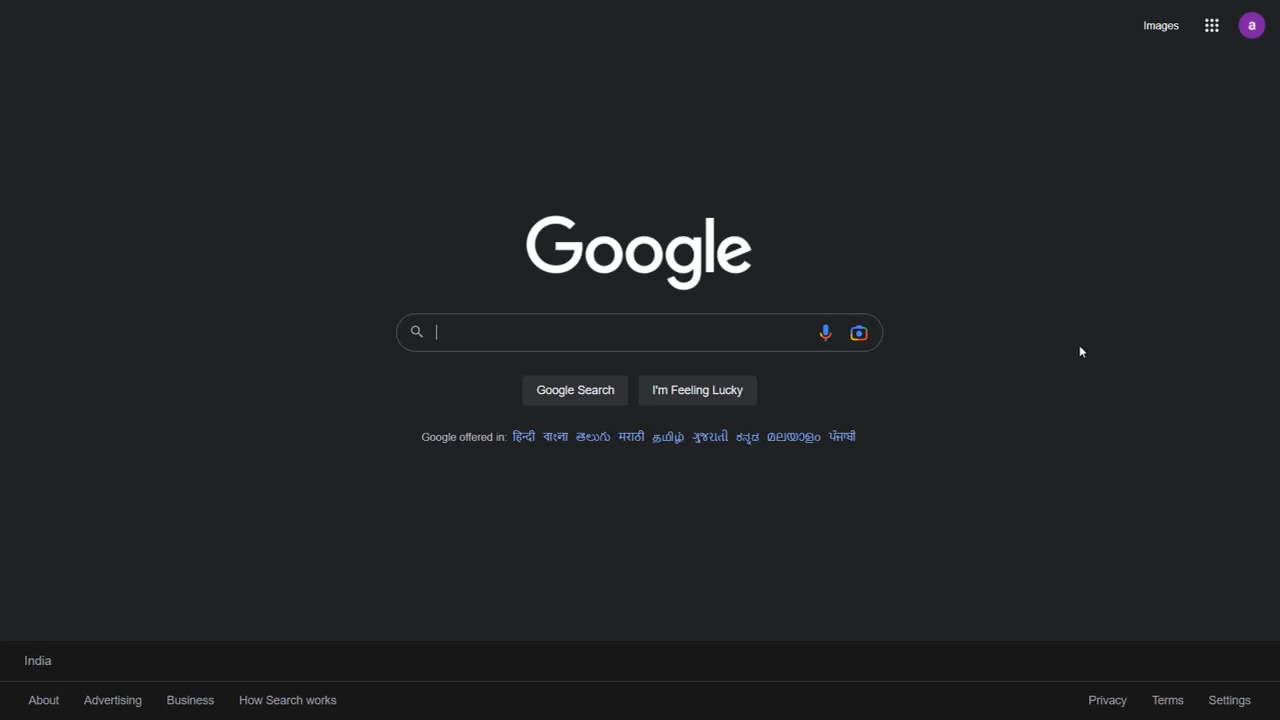 Images
a
Google
Google Search
I'm Feeling Lucky
Google offered in: हिन्दी বাংলা తెలుగు मराठी தமிழ் ગુજરાતી ಕನ್ನಡ മലയാളം ਪੰਜਾਬੀ
India
About Advertising Business How Search works
Privacy Terms Settings